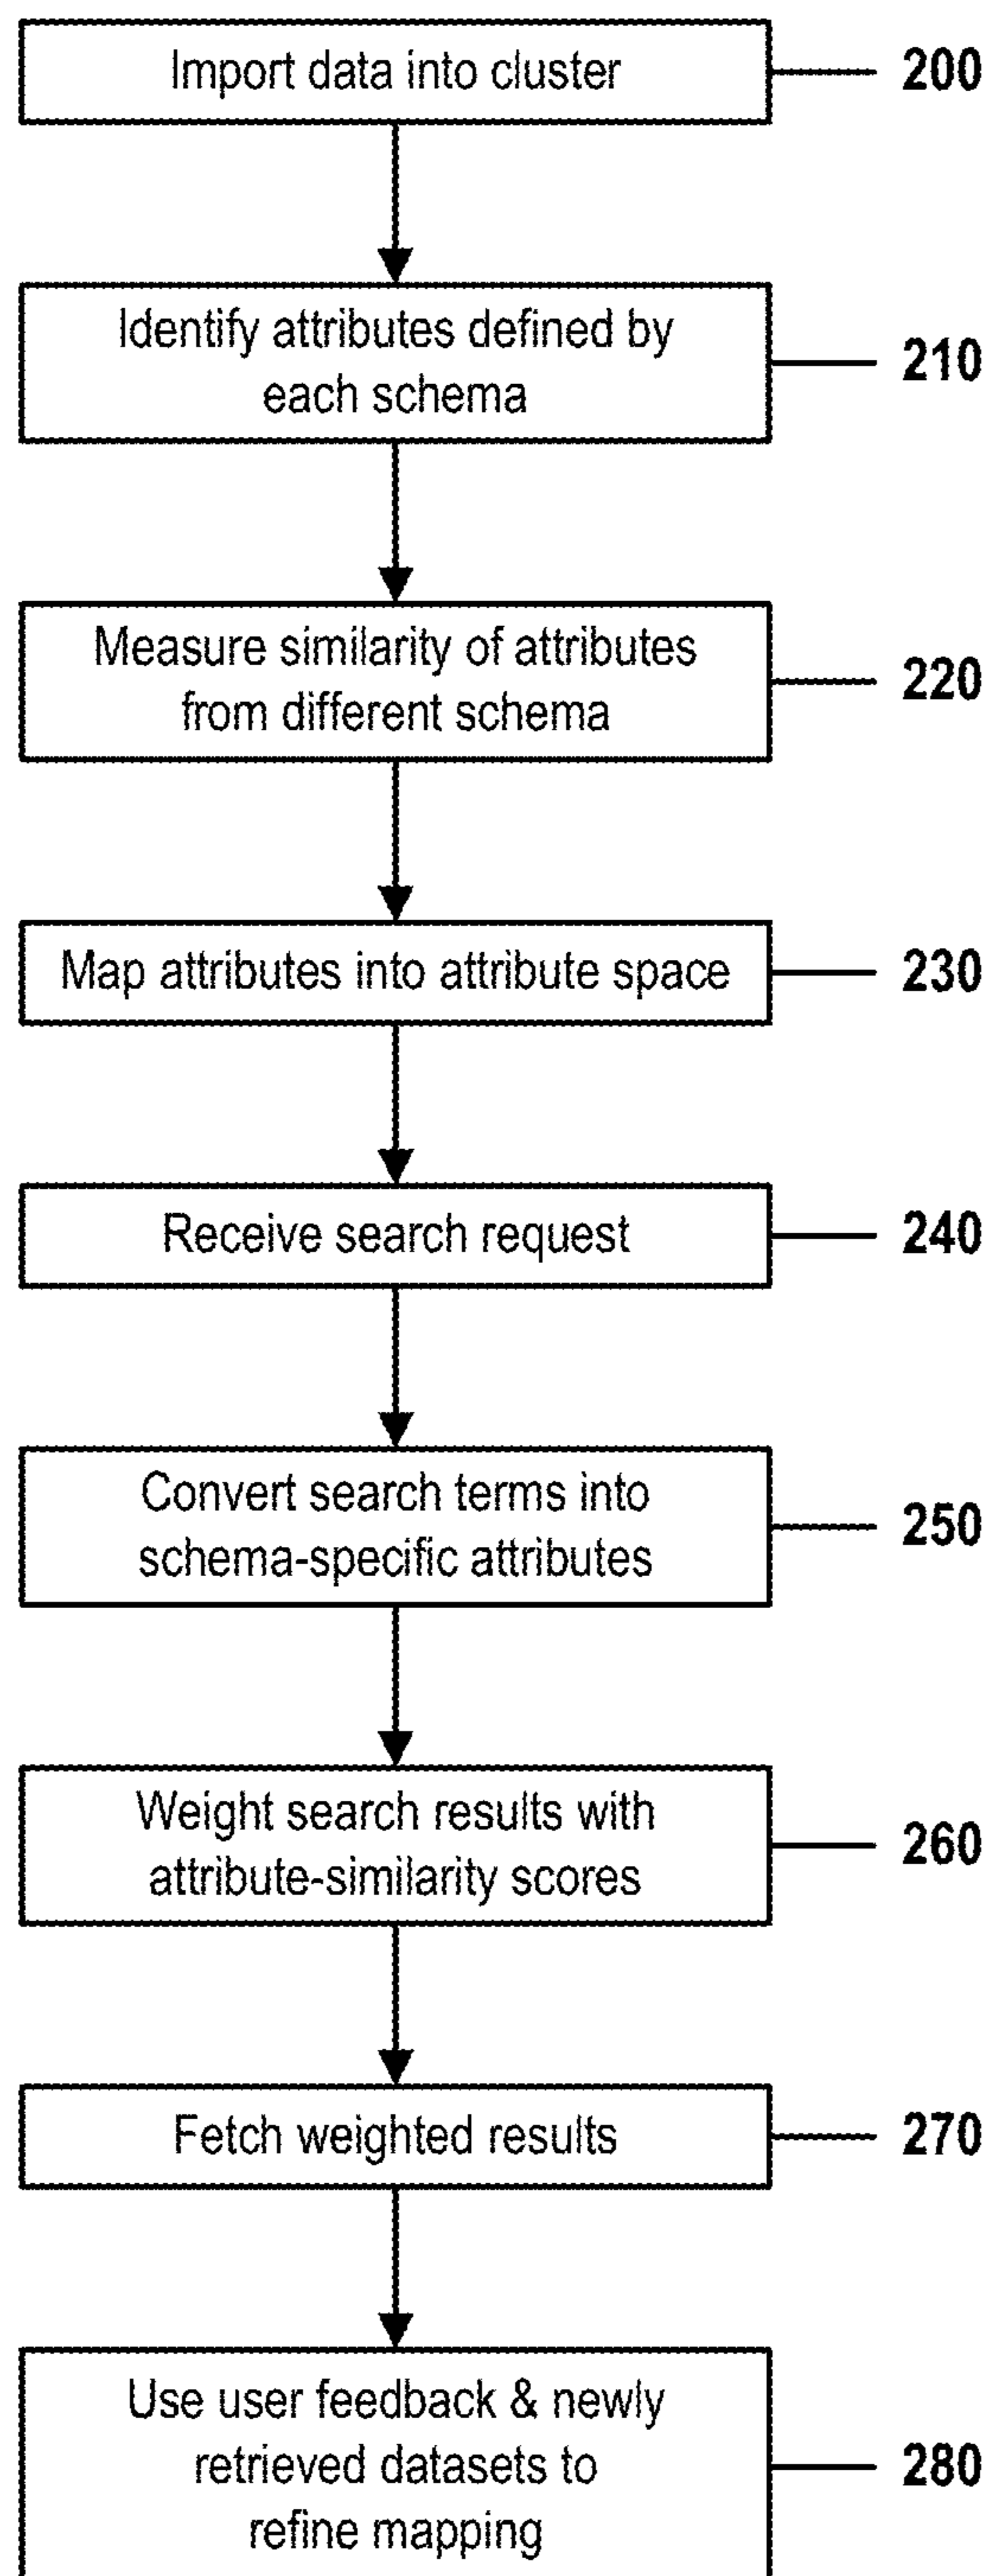 Import data into cluster
200
Identify attributes defined by
each schema
210
Measure similarity of attributes
from different schema
220
Map attributes into attribute space
230
Receive search request
240
Convert search terms into
schema-specific attributes
250
Weight search results with
attribute-similarity scores
260
Fetch weighted results
270
Use user feedback & newly
retrieved datasets to
refine mapping
280